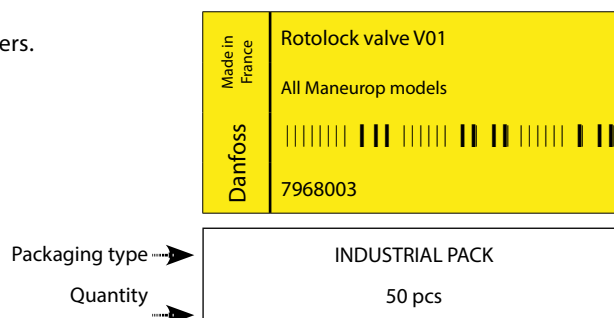 ers.
Made in
France
Danfoss
Rotolock valve V01
All Maneurop models
7968003
Packaging type
INDUSTRIAL PACK
Quantity
50 pcs